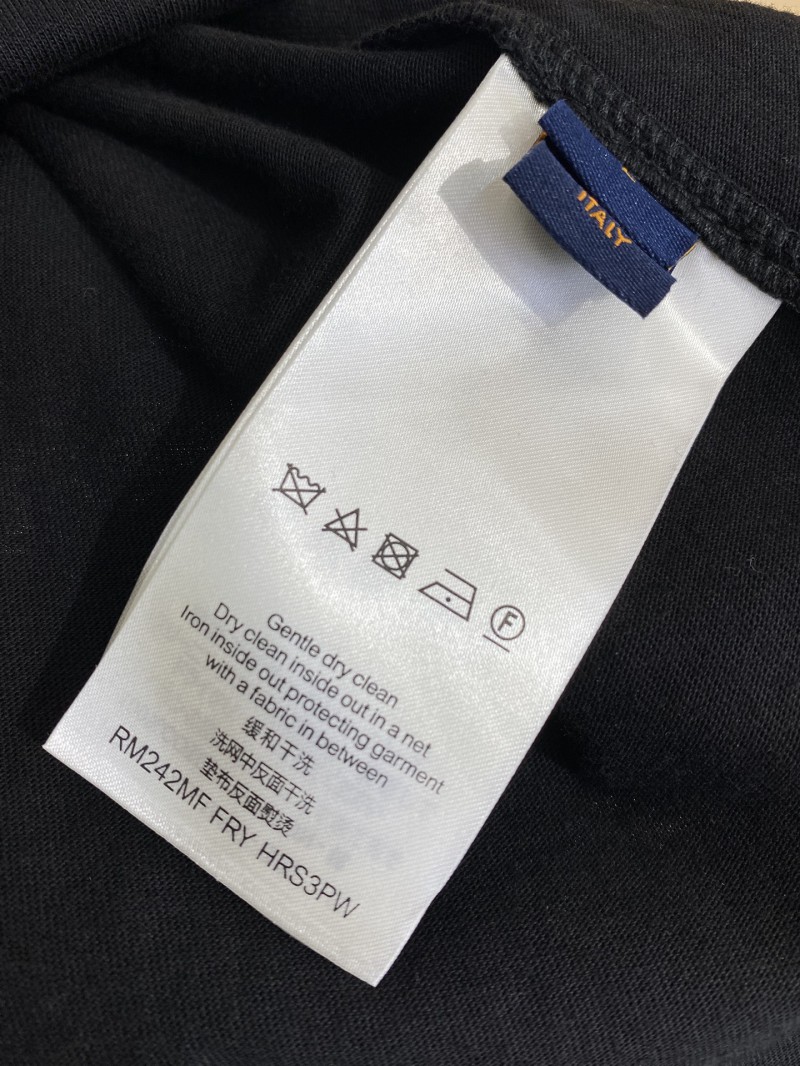 ITALY
F
Gentle dry clean
Dry clean inside out in a net
Iron inside out protecting garment
with a fabric in between
缓和干洗
洗网中反面干洗
垫布反面熨烫
RM242MF FRY HRS3PW